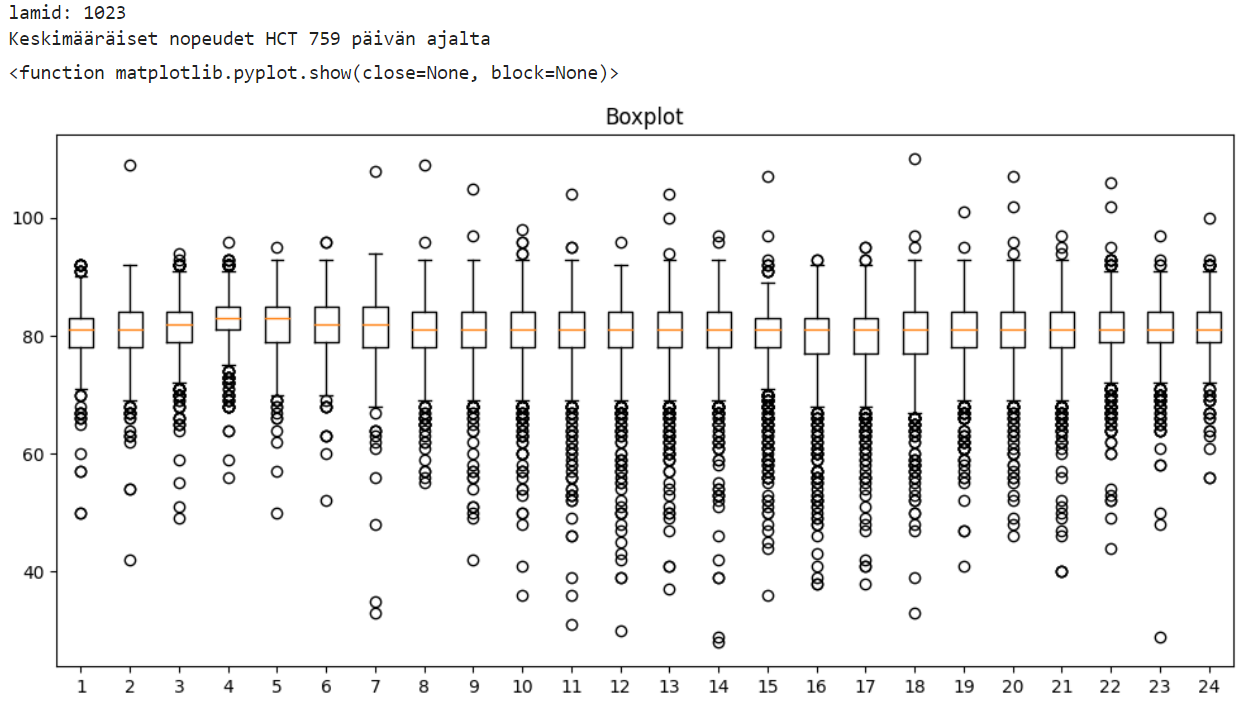 lamid: 1023
Keskimääräiset nopeudet HCT 759 päivän ajalta
<function matplotlib.pyplot.show(close=None, block=None)>
Boxplot
100
80
60
40
1 2 3 4 5 6 7 8 9 10 11 12 13 14 15 16 17 18 19 20 21 22 23 24